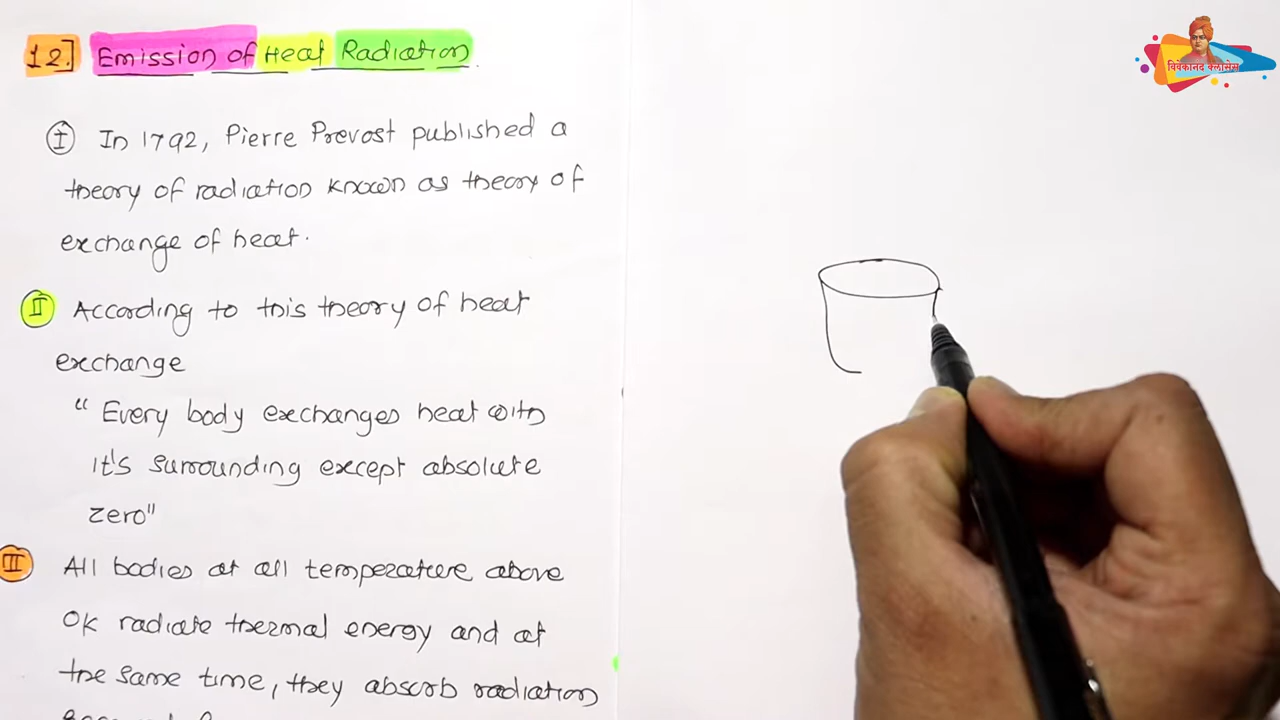 12.] Emission of Heat Radiation.
I In 1792, Pierre Prevost published a
theory of radiation known as theory of
exchange of heat.
II According to this theory of heat
exchange
“ Every body exchanges heat with
it's surrounding except absolute
zero"
III All bodies at all temperature above
0K radiate thermal energy and at
the same time, they absorb radiation
विवेकानंद क्लासेस